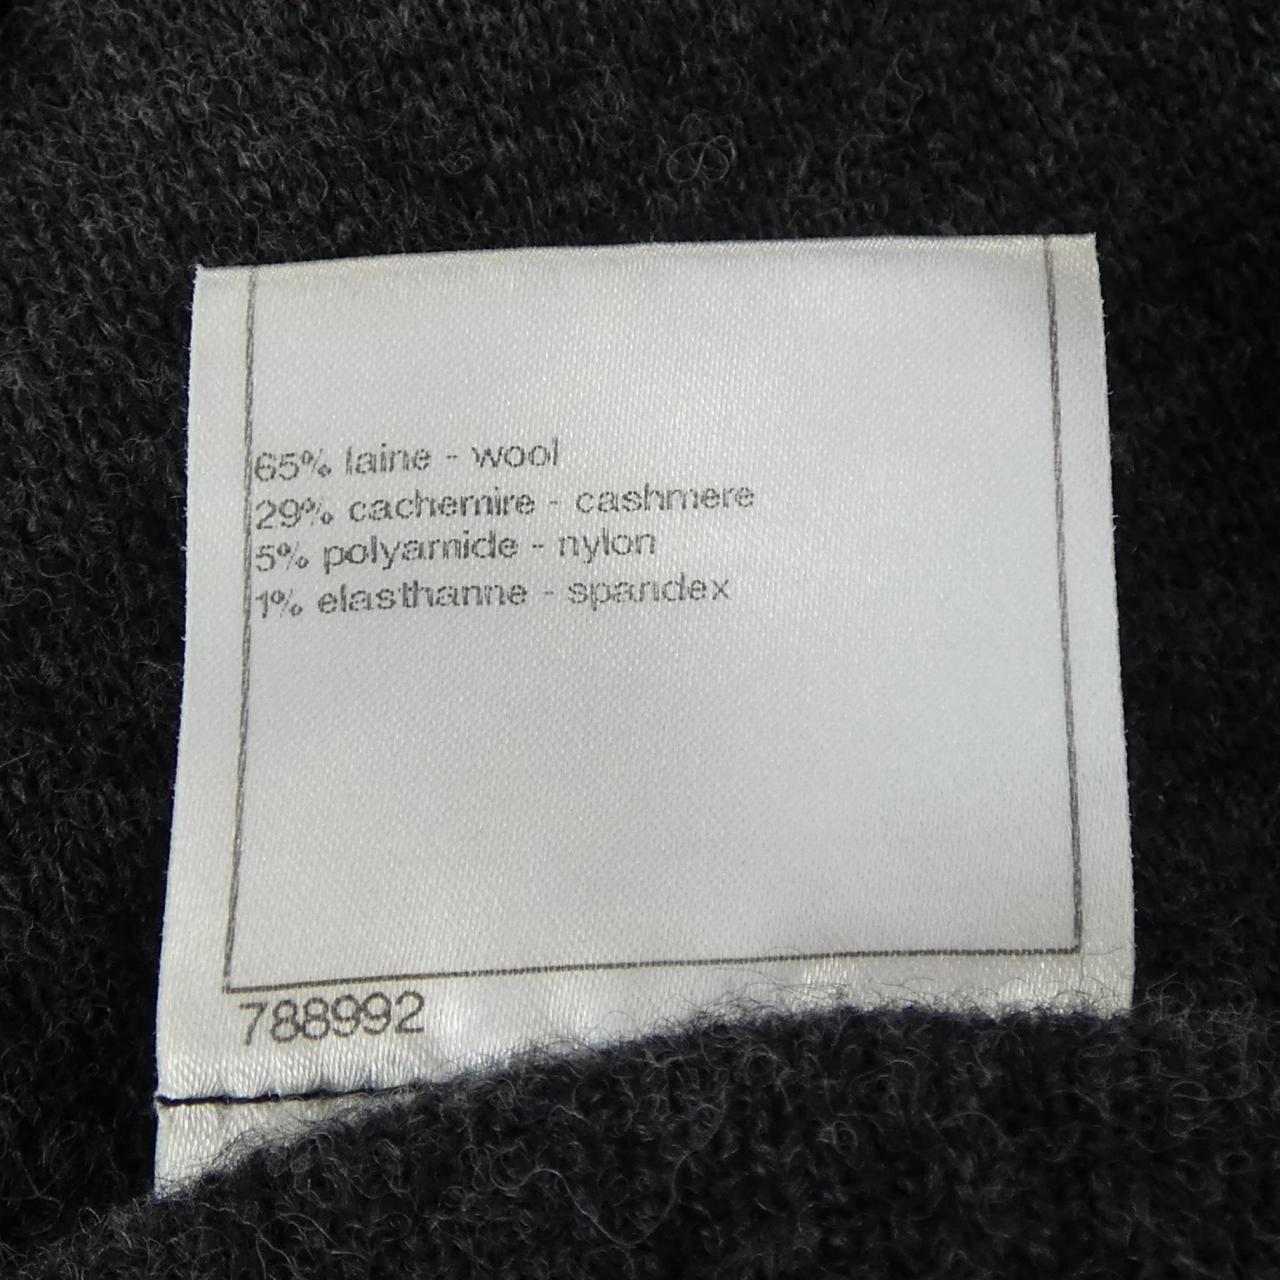 65% laine - wool
29% cachemire - cashmere
5% polyamide - nylon
1% elasthanne - spandex
788992